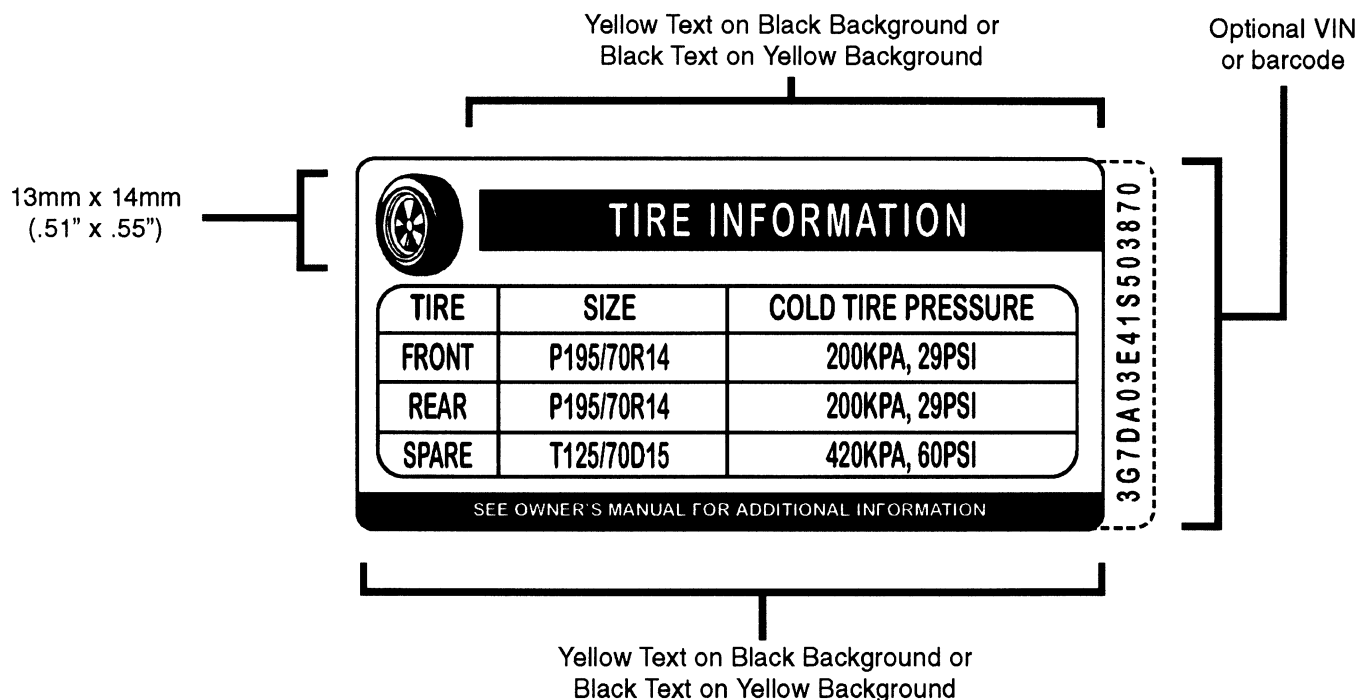 Yellow Text on Black Background or
Black Text on Yellow Background
Optional VIN
or barcode
13mm x 14mm
(.51" x .55")
TIRE INFORMATION
TIRE SIZE COLD TIRE PRESSURE
FRONT P195/70R14 200KPA, 29PSI
REAR P195/70R14 200KPA, 29PSI
SPARE T125/70D15 420KPA, 60PSI
SEE OWNER'S MANUAL FOR ADDITIONAL INFORMATION
3G7DA03E41S503870
Yellow Text on Black Background or
Black Text on Yellow Background